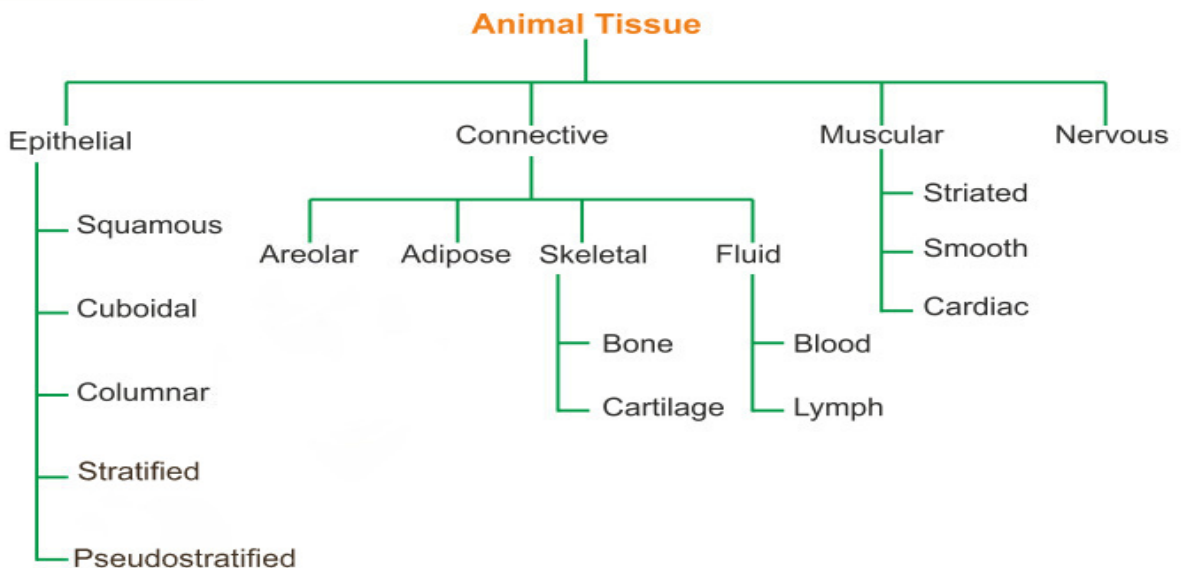 Animal Tissue
Epithelial
Connective
Muscular
Nervous
Squamous
Cuboidal
Columnar
Stratified
Pseudostratified
Areolar
Adipose
Skeletal
Fluid
Bone
Cartilage
Blood
Lymph
Striated
Smooth
Cardiac